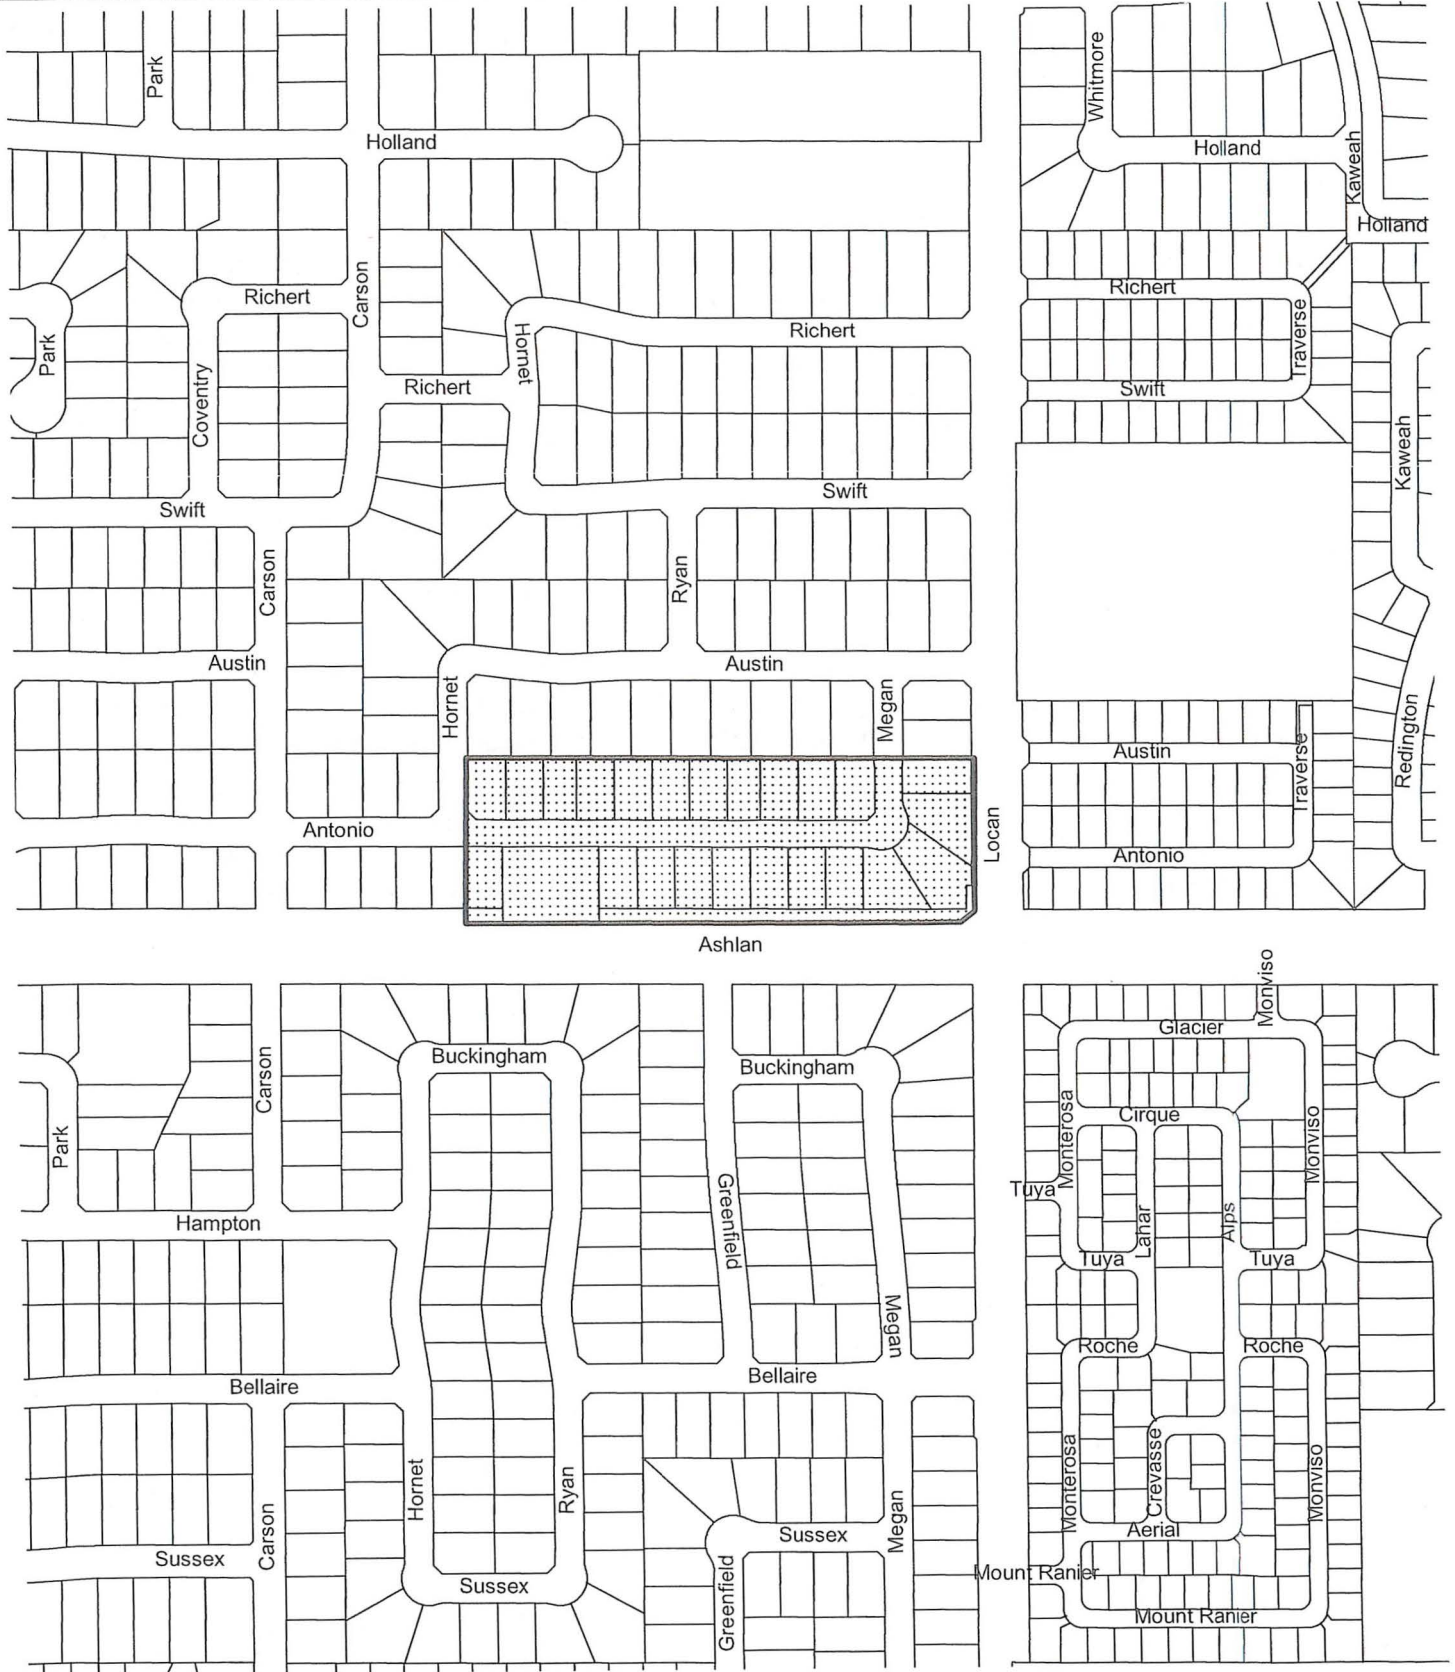 Park
Whitmore
Holland
Holland
Kaweah
Holland
Carson
Richert
Richert
Richert
Park
Hornet
Traverse
Richert
Swift
Coventry
Kaweah
Swift
Swift
Carson
Ryan
Austin
Austin
Hornet
Megan
Austin
Traverse
Redington
Antonio
Locan
Antonio
Ashlan
Monviso
Glacier
Buckingham
Buckingham
Carson
Park
Monterosa
Cirque
Monviso
Tuya
Hampton
Greenfield
Lahar
Alps
Tuya
Tuya
Megan
Roche
Roche
Bellaire
Bellaire
Hornet
Ryan
Monterosa
Crevasse
Monviso
Carson
Megan
Aerial
Sussex
Sussex
Sussex
Mount Ranier
Greenfield
Mount Ranier